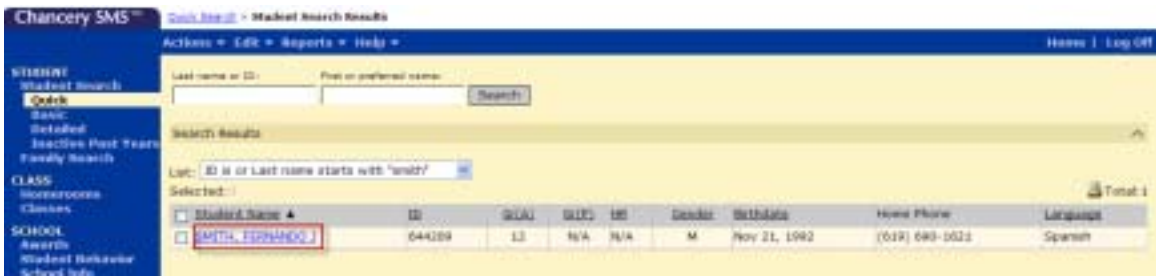 Chancery SMS™ Quick Search > Student Search Results
Actions Edit Reports Help Home | Log Off
STUDENT
Student Search
Quick
Basic
Detailed
Inactive Past Years
Family Search
CLASS
Homerooms
Classes
SCHOOL
Awards
Student Behavior
School Info
Last name or ID: First or preferred name:
Search
Search Results
List: ID is or Last name starts with "smith"
Selected: Total: 1
Student Name ID Gr(A) Gr(P) HR Gender Birthdate Home Phone Language
SMITH, FERNANDO J 644289 12 N/A N/A M Nov 21, 1992 (619) 690-1621 Spanish